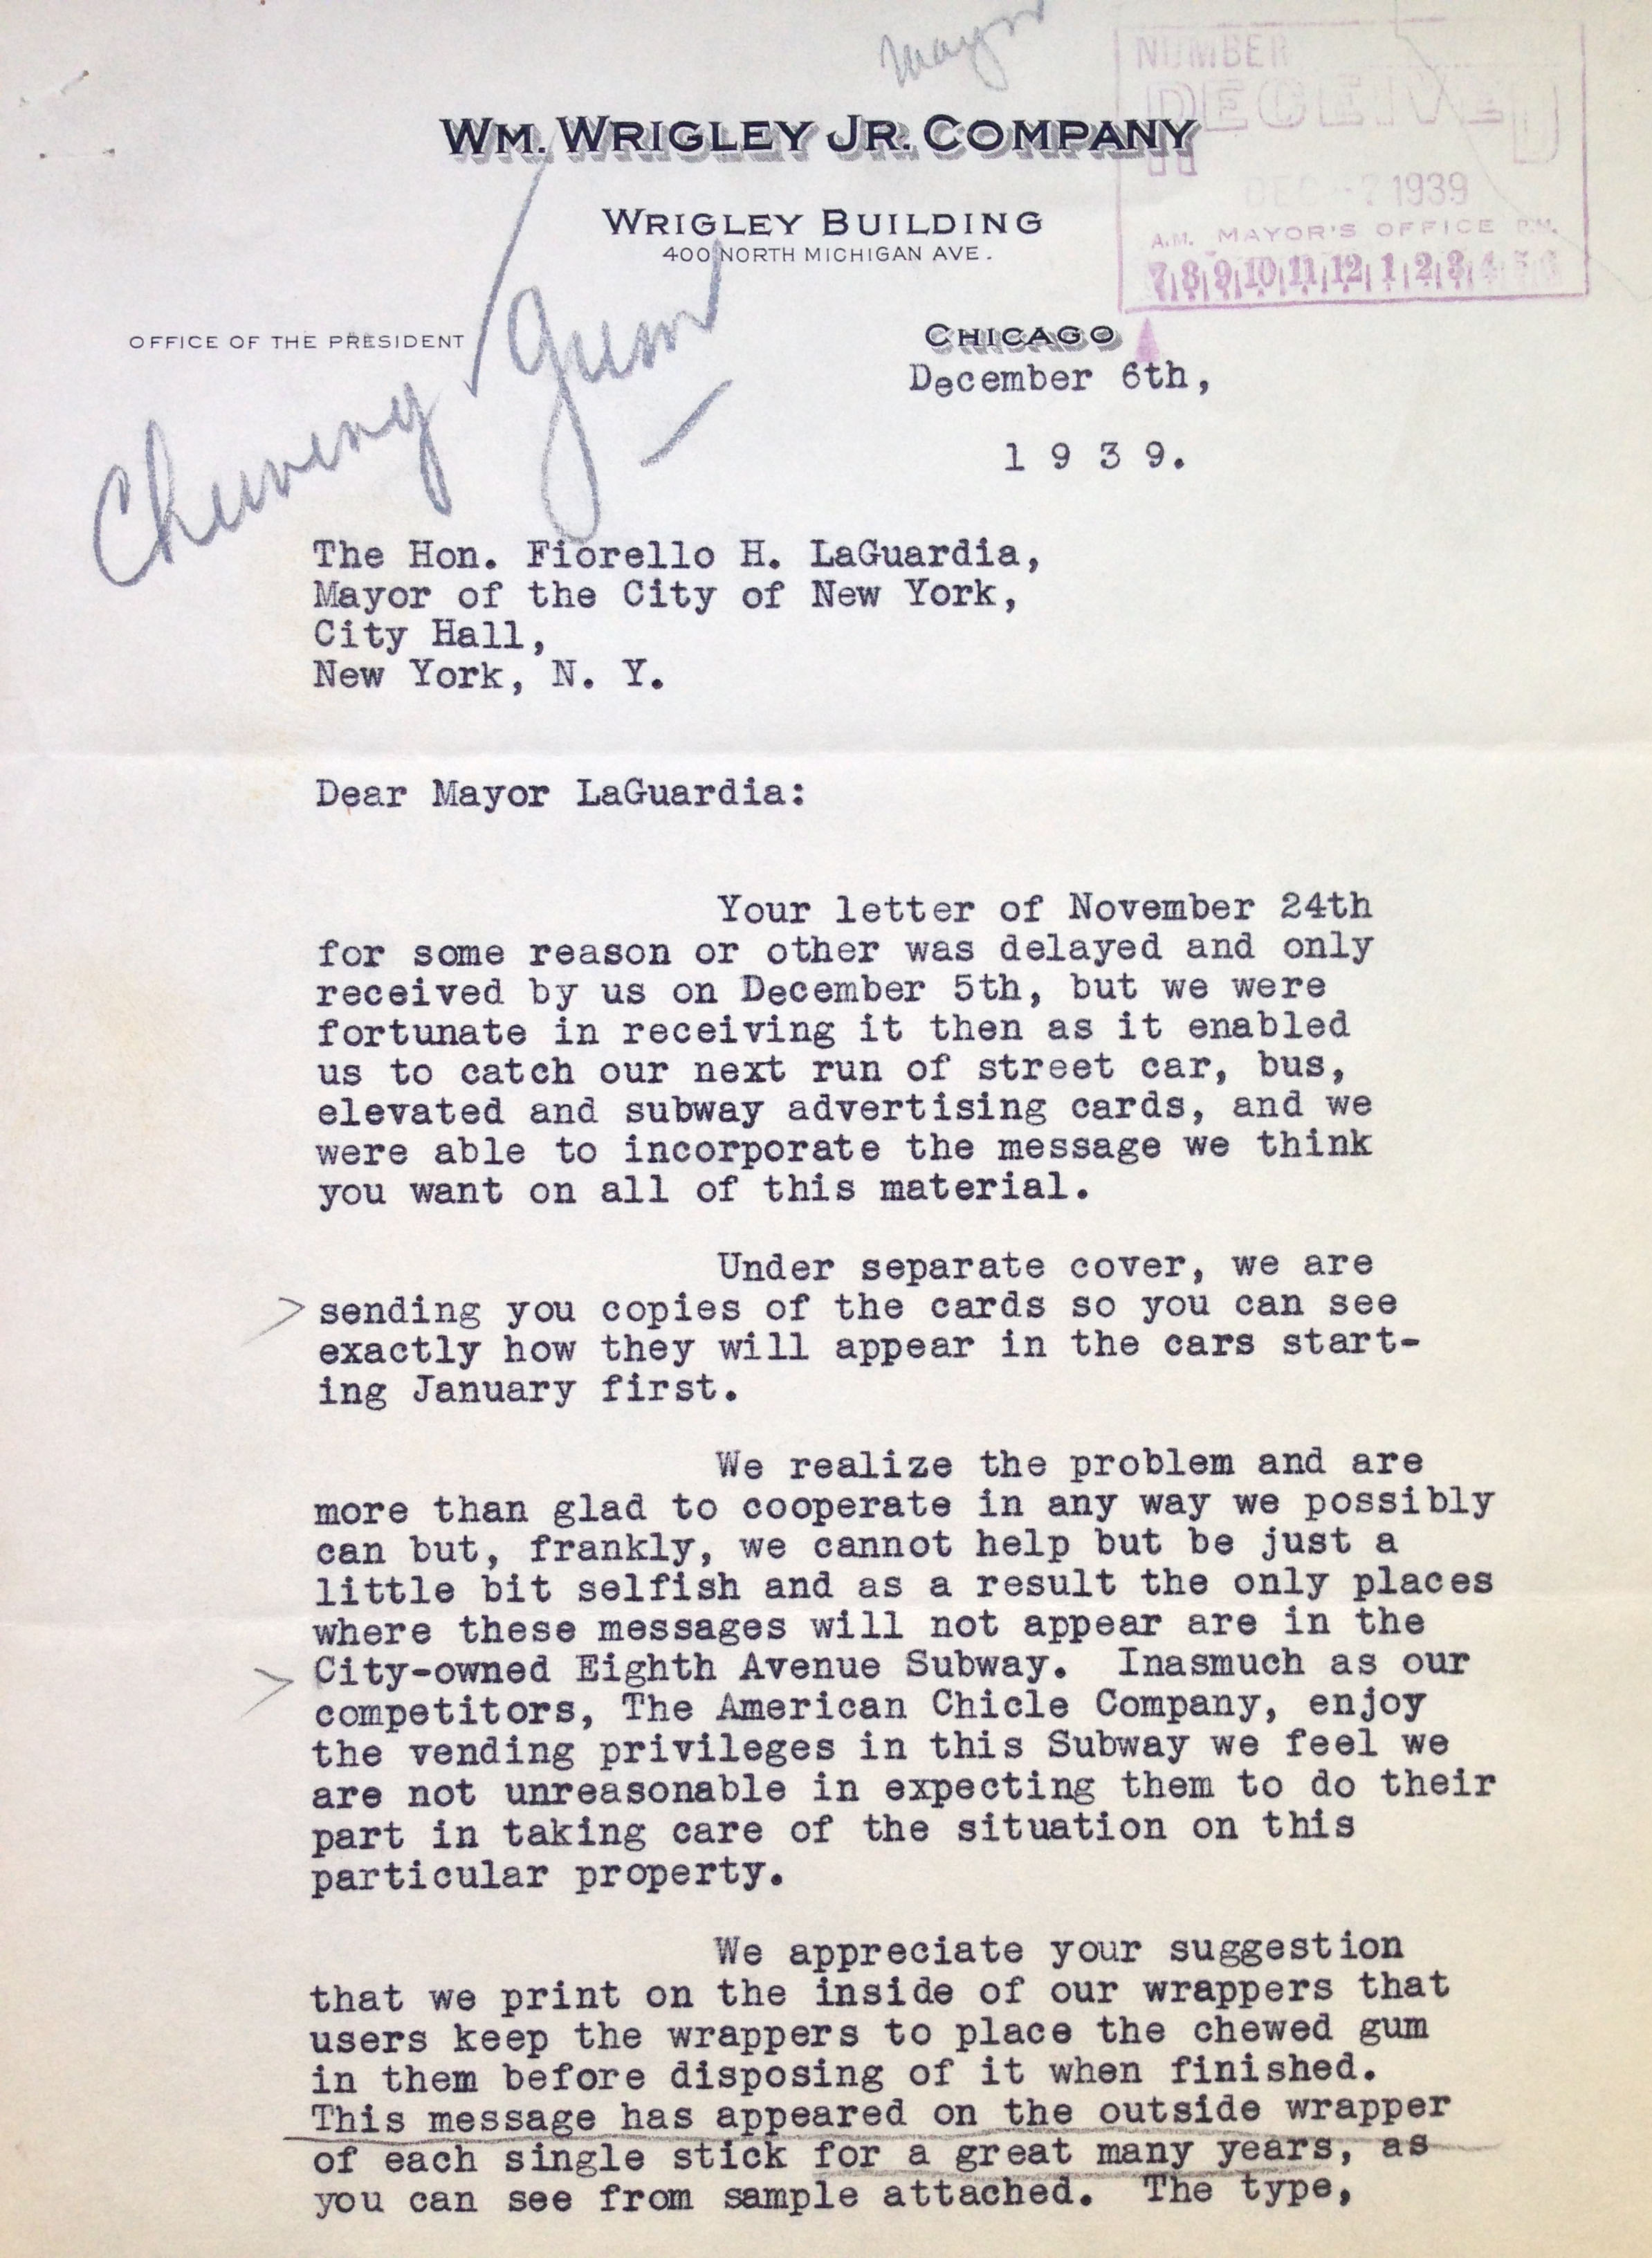 Mayor
NUMBER
RECEIVED
DEC -7 1939
A.M. MAYOR'S OFFICE P.M.
7|8|9|10|11|12|1|2|3|4|5|6
WM. WRIGLEY JR. COMPANY
WRIGLEY BUILDING
400 NORTH MICHIGAN AVE.
OFFICE OF THE PRESIDENT
CHICAGO
Chewing Gum
December 6th,
1 9 3 9.
The Hon. Fiorello H. LaGuardia,
Mayor of the City of New York,
City Hall,
New York, N. Y.
Dear Mayor LaGuardia:
Your letter of November 24th
for some reason or other was delayed and only
received by us on December 5th, but we were
fortunate in receiving it then as it enabled
us to catch our next run of street car, bus,
elevated and subway advertising cards, and we
were able to incorporate the message we think
you want on all of this material.
Under separate cover, we are
sending you copies of the cards so you can see
exactly how they will appear in the cars start-
ing January first.
We realize the problem and are
more than glad to cooperate in any way we possibly
can but, frankly, we cannot help but be just a
little bit selfish and as a result the only places
where these messages will not appear are in the
City-owned Eighth Avenue Subway. Inasmuch as our
competitors, The American Chicle Company, enjoy
the vending privileges in this Subway we feel we
are not unreasonable in expecting them to do their
part in taking care of the situation on this
particular property.
We appreciate your suggestion
that we print on the inside of our wrappers that
users keep the wrappers to place the chewed gum
in them before disposing of it when finished.
This message has appeared on the outside wrapper
of each single stick for a great many years, as
you can see from sample attached. The type,